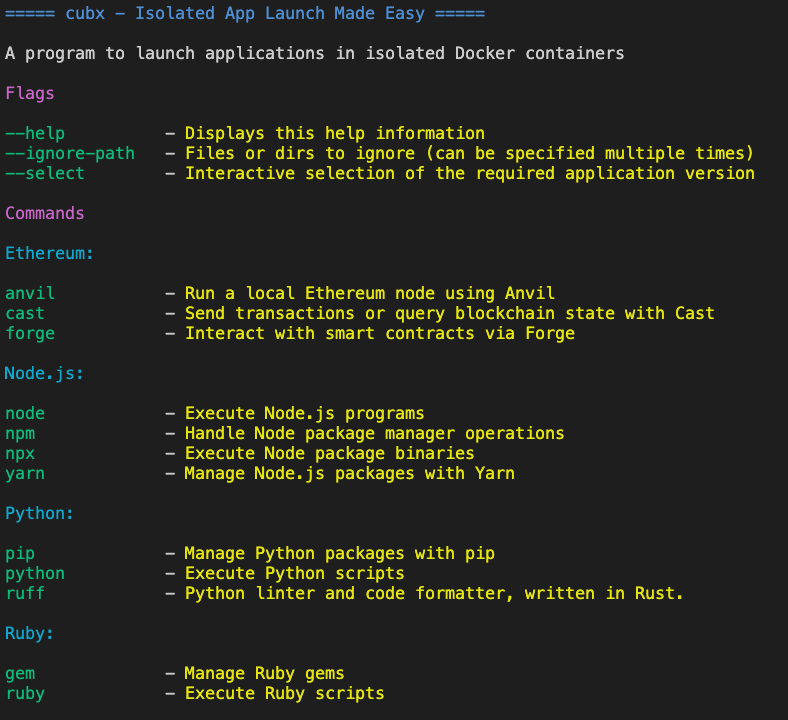 ===== cubx – Isolated App Launch Made Easy =====
A program to launch applications in isolated Docker containers
Flags
--help – Displays this help information
--ignore-path – Files or dirs to ignore (can be specified multiple times)
--select – Interactive selection of the required application version
Commands
Ethereum:
anvil – Run a local Ethereum node using Anvil
cast – Send transactions or query blockchain state with Cast
forge – Interact with smart contracts via Forge
Node.js:
node – Execute Node.js programs
npm – Handle Node package manager operations
npx – Execute Node package binaries
yarn – Manage Node.js packages with Yarn
Python:
pip – Manage Python packages with pip
python – Execute Python scripts
ruff – Python linter and code formatter, written in Rust.
Ruby:
gem – Manage Ruby gems
ruby – Execute Ruby scripts